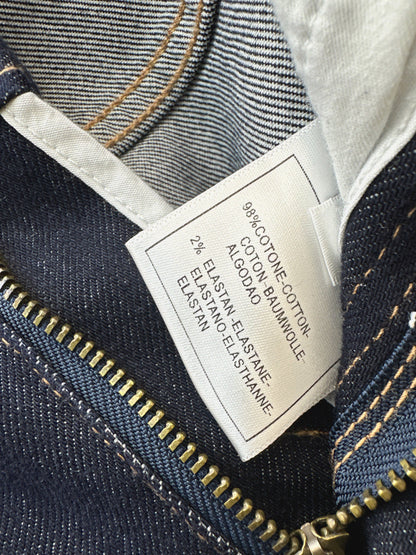 98%COTONE-COTTON-
COTON-BAUMWOLLE-
ALGODAO
2% ELASTAN-ELASTANE-
ELASTANO-ELASTHANNE-
ELASTAN